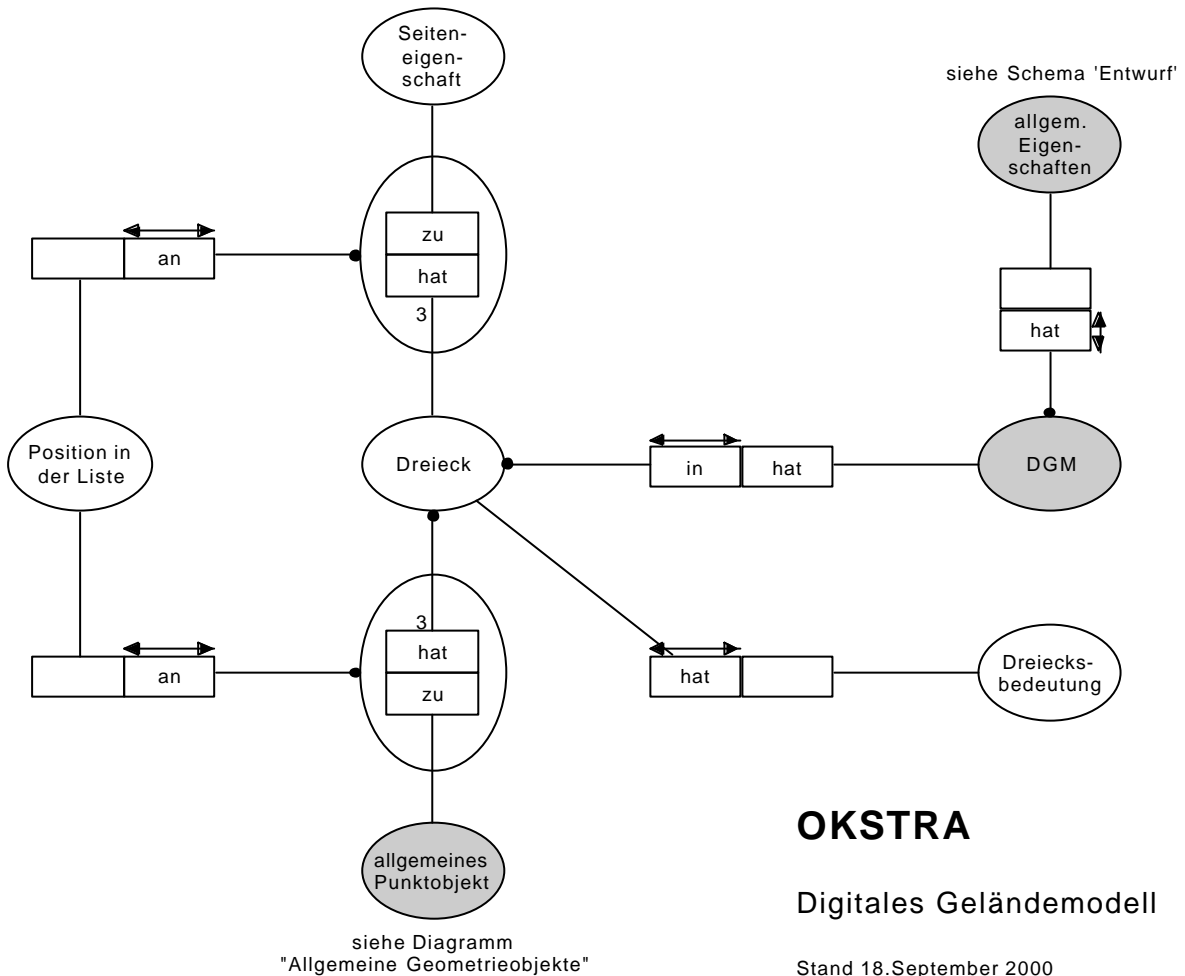 Seiten-
eigen-
schaft
siehe Schema 'Entwurf'
allgem.
Eigen-
schaften
zu
hat
3
an
hat
Position in
der Liste
Dreieck
in
hat
DGM
3
hat
zu
an
hat
Dreiecks-
bedeutung
OKSTRA
allgemeines
Punktobjekt
Digitales Geländemodell
siehe Diagramm
"Allgemeine Geometrieobjekte"
Stand 18.September 2000